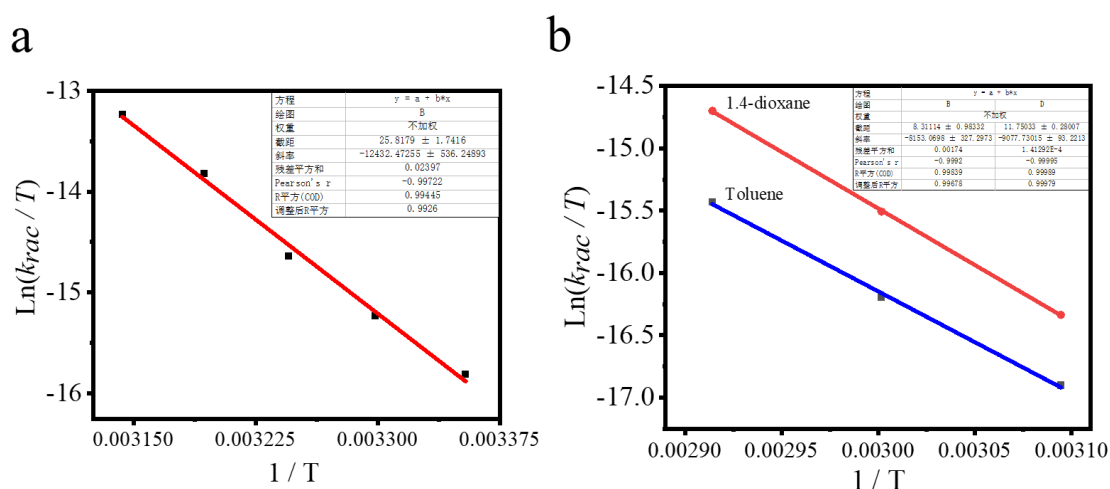 a
Ln(krac / T)
-13
-14
-15
-16
0.003150
0.003225
0.003300
0.003375
1 / T
方程 y = a + b*x
绘图 B
权重 不加权
截距 25.8179 ± 1.7416
斜率 -12432.47255 ± 536.24893
残差平方和 0.02397
Pearson's r -0.99722
R平方(COD) 0.99445
调整后R平方 0.9926
b
Ln(krac / T)
-14.5
-15.0
-15.5
-16.0
-16.5
-17.0
0.00290
0.00295
0.00300
0.00305
0.00310
1 / T
1.4-dioxane
Toluene
方程 y = a + b*x
绘图 B D
权重 不加权
截距 8.31114 ± 0.98332 11.75033 ± 0.28007
斜率 -8153.0698 ± 327.2973 -9077.73015 ± 93.2213
残差平方和 0.00174 1.41292E-4
Pearson's r -0.9992 -0.99995
R平方(COD) 0.99839 0.99989
调整后R平方 0.99678 0.99979